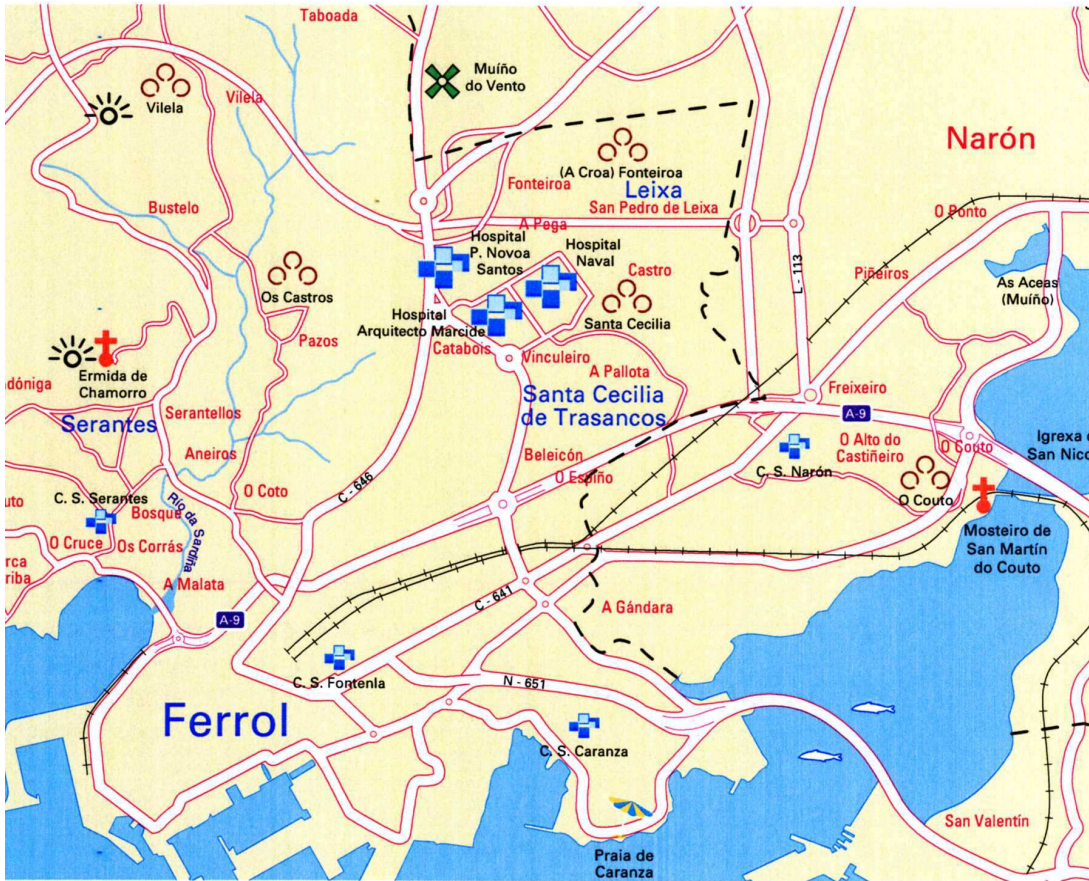 Taboada
Muíño
do Vento
Vilela
Vilela
Narón
(A Croa) Fonteiroa
Fonteiroa
Leixa
Bustelo
San Pedro de Leixa
O Ponto
A Pega
Hospital
P. Novoa
Santos
Hospital
Naval
Castro
Piñeiros
L - 113
As Aceas
(Muíño)
Os Castros
Santa Cecilia
Hospital
Arquitecto Marcide
Catabois
Pazos
Vinculeiro
A Pallota
Ermida de
Chamorro
Freixeiro
Santa Cecilia
de Trasancos
A-9
Serantellos
Serantes
Aneiros
Beleicón
O Espiño
C. S. Narón
O Alto do
Castiñeiro
O Couto
O Couto
C - 646
O Coto
C. S. Serantes
Bosque
Río da Sardiña
O Cruce
Os Corrás
Mosteiro de
San Martín
do Couto
A Malata
A-9
C - 641
A Gándara
C. S. Fontenla
N - 651
Ferrol
C. S. Caranza
San Valentín
Praia de
Caranza